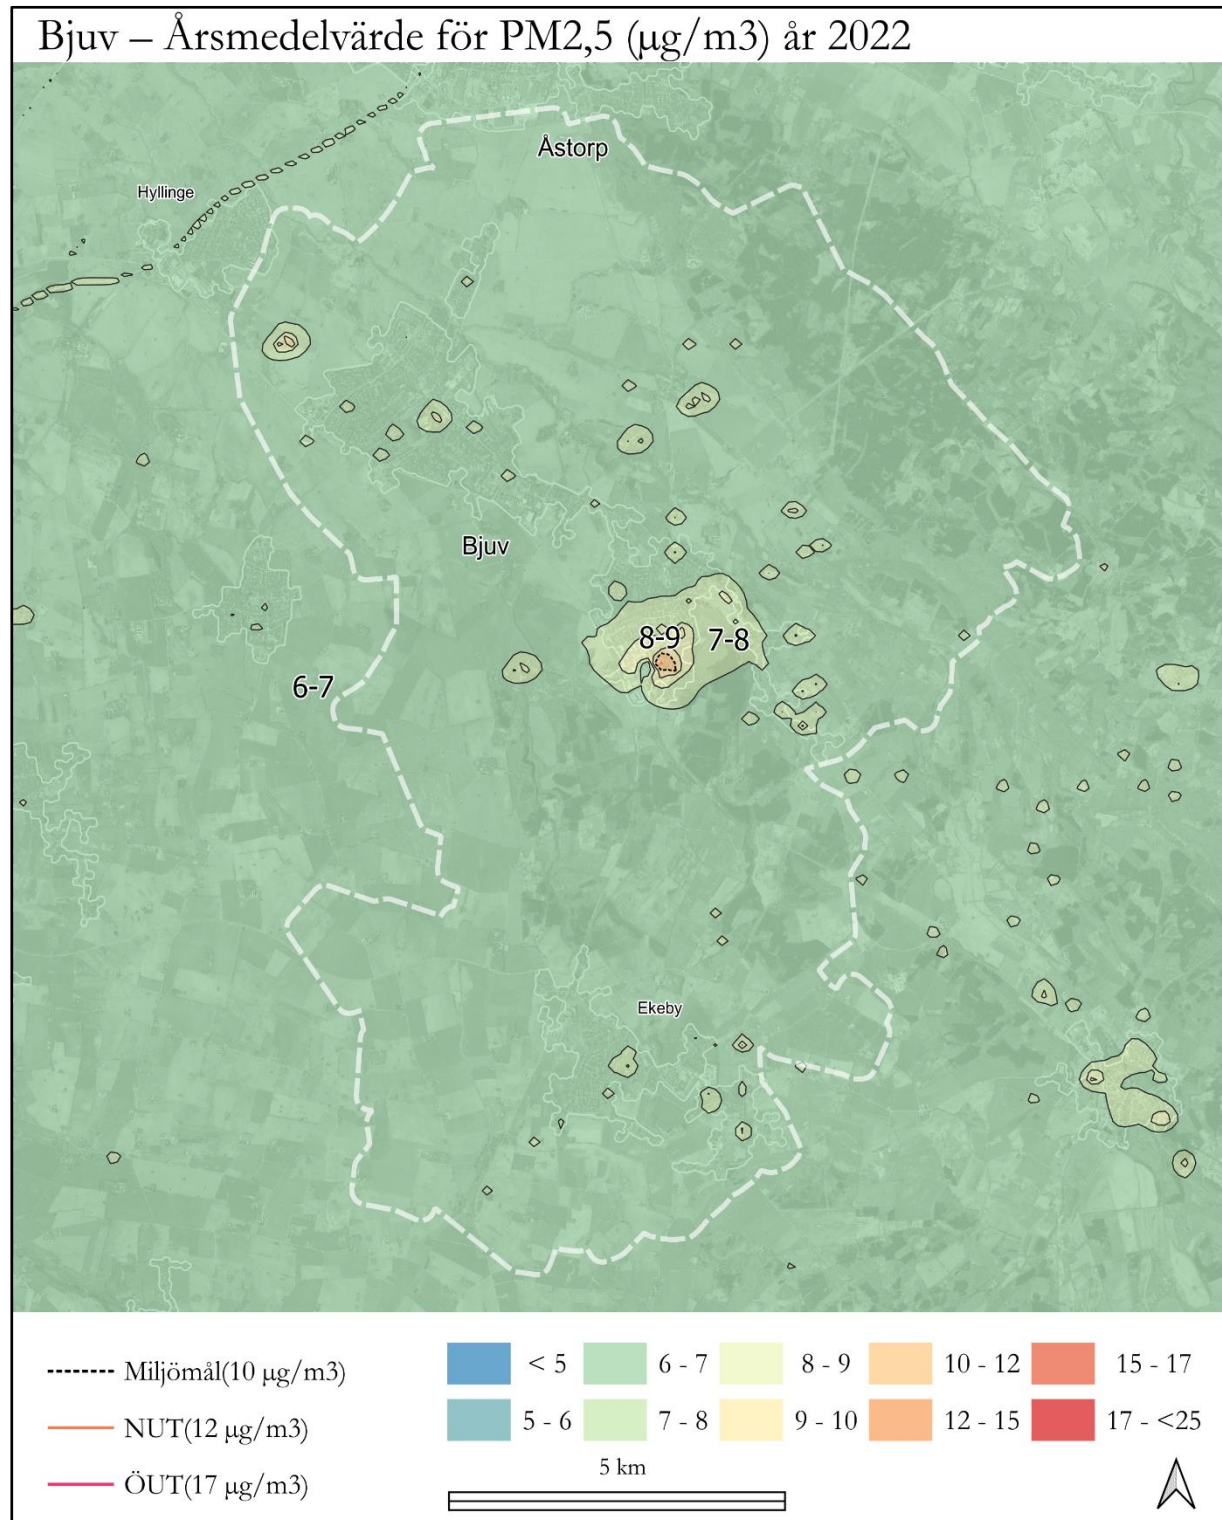 Bjuv – Årsmedelvärde för PM2,5 (µg/m3) år 2022
Åstorp
Hyllinge
Bjuv
8-9
7-8
6-7
Ekeby
Miljömål(10 µg/m3)
NUT(12 µg/m3)
ÖUT(17 µg/m3)
< 5
6 - 7
8 - 9
10 - 12
15 - 17
5 - 6
7 - 8
9 - 10
12 - 15
17 - <25
5 km